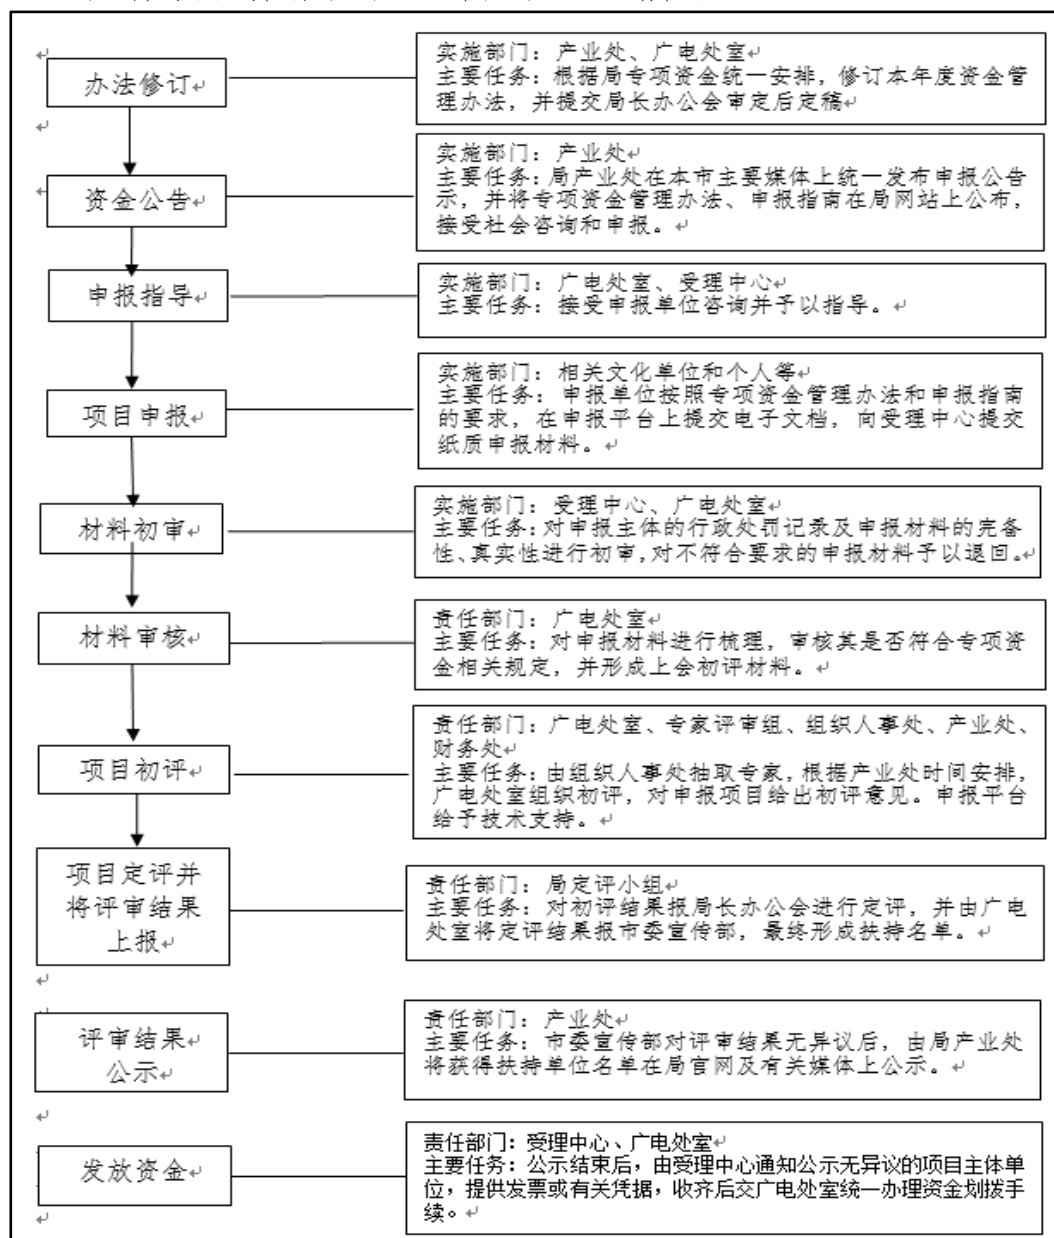 办法修订
实施部门：产业处、广电处室
主要任务：根据局专项资金统一安排，修订本年度资金管
理办法，并提交局长办公会审定后定稿
资金公告
实施部门：产业处
主要任务：局产业处在本市主要媒体上统一发布申报公告
示，并将专项资金管理办法、申报指南在局网站上公布，
接受社会咨询和申报。
申报指导
实施部门：广电处室、受理中心
主要任务：接受申报单位咨询并予以指导。
项目申报
实施部门：相关文化单位和个人等
主要任务：申报单位按照专项资金管理办法和申报指南
的要求，在申报平台上提交电子文档，向受理中心提交
纸质申报材料。
材料初审
实施部门：受理中心、广电处室
主要任务：对申报主体的行政处罚记录及申报材料的完备
性、真实性进行初审，对不符合要求的申报材料予以退回。
材料审核
责任部门：广电处室
主要任务：对申报材料进行梳理，审核其是否符合专项资
金相关规定，并形成上会初评材料。
项目初评
责任部门：广电处室、专家评审组、组织人事处、产业处、
财务处
主要任务：由组织人事处抽取专家，根据产业处时间安排，
广电处室组织初评，对申报项目给出初评意见。申报平台
给予技术支持。
项目定评并
将评审结果
上报
责任部门：局定评小组
主要任务：对初评结果报局长办公会进行定评，并由广电
处室将定评结果报市委宣传部，最终形成扶持名单。
评审结果
公示
责任部门：产业处
主要任务：市委宣传部对评审结果无异议后，由局产业处
将获得扶持单位名单在局官网及有关媒体上公示。
发放资金
责任部门：受理中心、广电处室
主要任务：公示结束后，由受理中心通知公示无异议的项目主体单
位，提供发票或有关凭据，收齐后交广电处室统一办理资金划拨手
续。